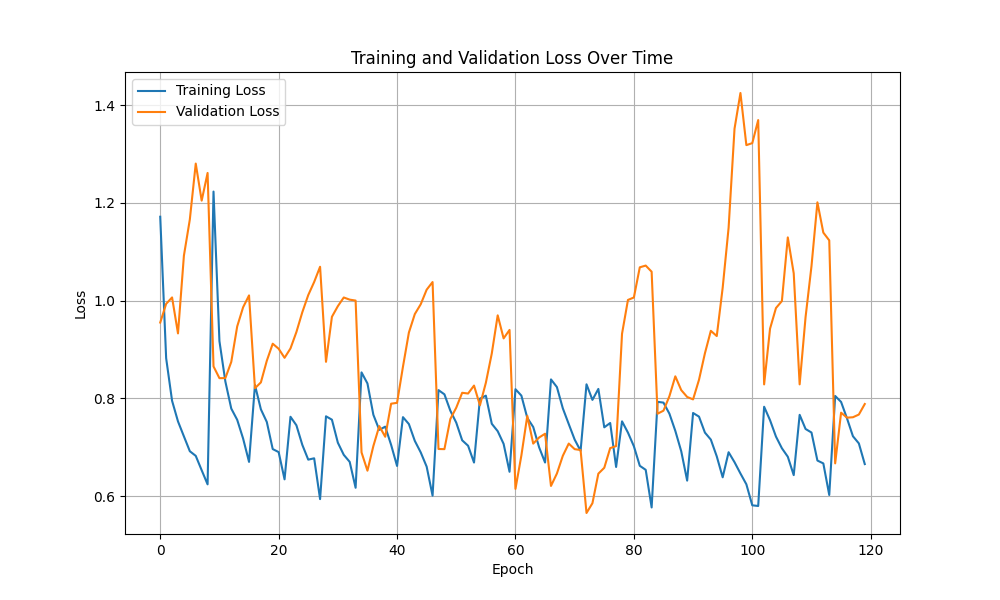 Training and Validation Loss Over Time
Training Loss
Validation Loss
1.4
1.2
1.0
0.8
0.6
Loss
0 20 40 60 80 100 120
Epoch